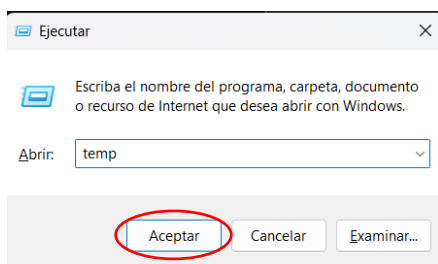 Ejecutar
Escriba el nombre del programa, carpeta, documento
o recurso de Internet que desea abrir con Windows.
Abrir: temp
Aceptar Cancelar Examinar...